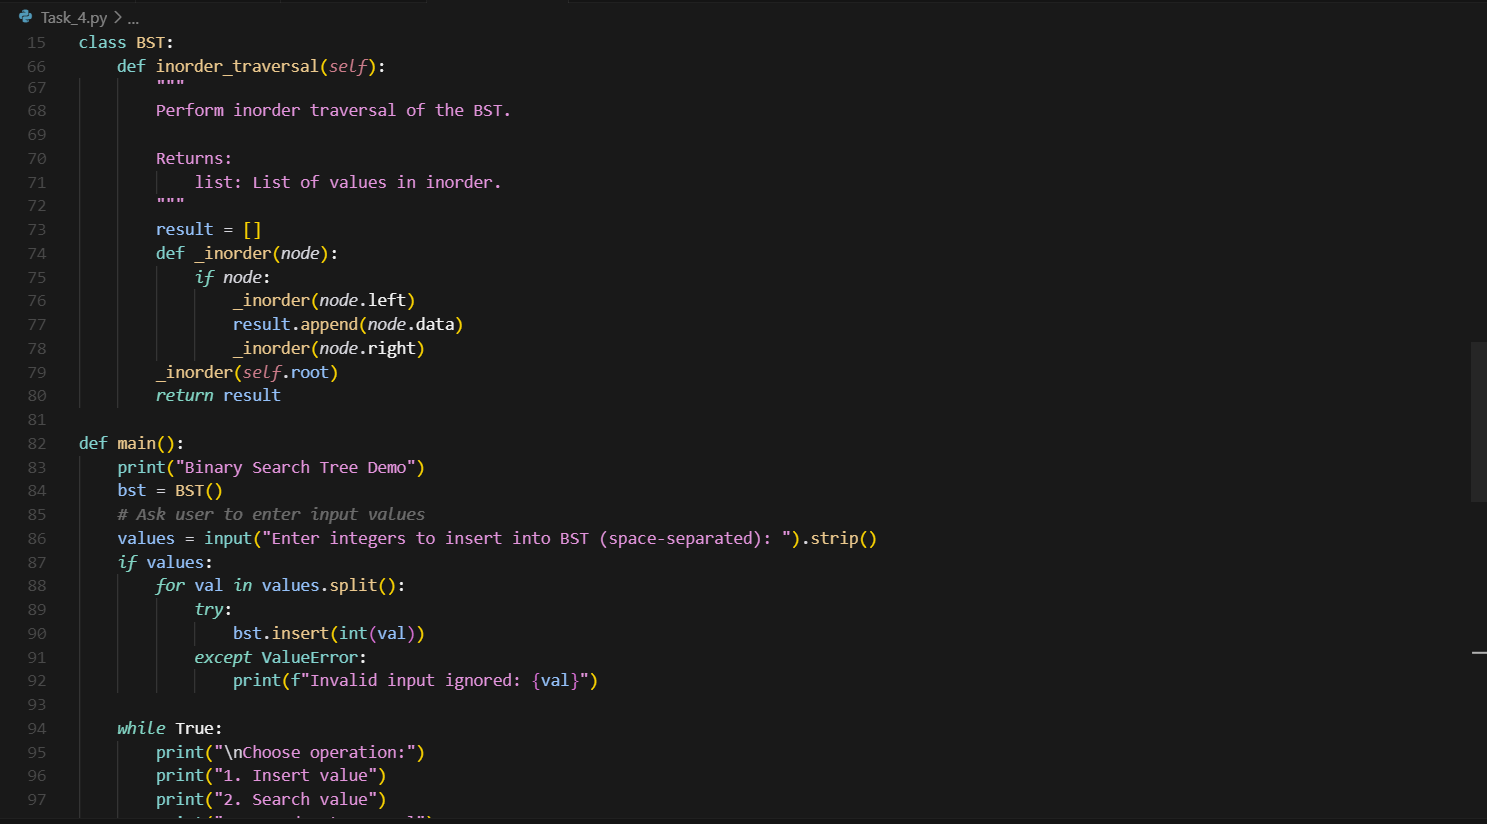 Task_4.py > ...
15 class BST:
66     def inorder_traversal(self):
67         """
68         Perform inorder traversal of the BST.
69
70         Returns:
71             list: List of values in inorder.
72         """
73         result = []
74         def _inorder(node):
75             if node:
76                 _inorder(node.left)
77                 result.append(node.data)
78                 _inorder(node.right)
79         _inorder(self.root)
80         return result
81
82 def main():
83     print("Binary Search Tree Demo")
84     bst = BST()
85     # Ask user to enter input values
86     values = input("Enter integers to insert into BST (space-separated): ").strip()
87     if values:
88         for val in values.split():
89             try:
90                 bst.insert(int(val))
91             except ValueError:
92                 print(f"Invalid input ignored: {val}")
93
94     while True:
95         print("\nChoose operation:")
96         print("1. Insert value")
97         print("2. Search value")